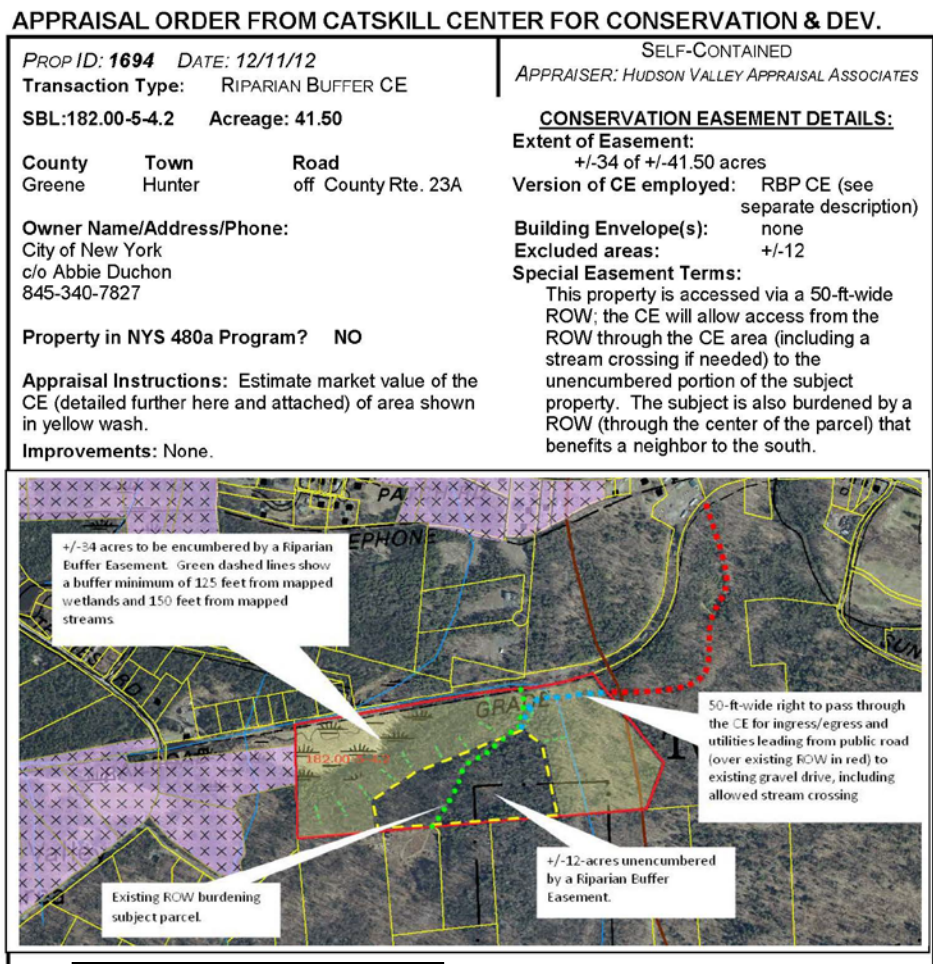 APPRAISAL ORDER FROM CATSKILL CENTER FOR CONSERVATION & DEV.
PROP ID: 1694 DATE: 12/11/12
Transaction Type: RIPARIAN BUFFER CE
SBL:182.00-5-4.2 Acreage: 41.50
County Town Road
Greene Hunter off County Rte. 23A
Owner Name/Address/Phone:
City of New York
c/o Abbie Duchon
845-340-7827
Property in NYS 480a Program? NO
Appraisal Instructions: Estimate market value of the
CE (detailed further here and attached) of area shown
in yellow wash.
Improvements: None.
SELF-CONTAINED
APPRAISER: HUDSON VALLEY APPRAISAL ASSOCIATES
CONSERVATION EASEMENT DETAILS:
Extent of Easement:
+/-34 of +/-41.50 acres
Version of CE employed: RBP CE (see
separate description)
Building Envelope(s): none
Excluded areas: +/-12
Special Easement Terms:
This property is accessed via a 50-ft-wide
ROW; the CE will allow access from the
ROW through the CE area (including a
stream crossing if needed) to the
unencumbered portion of the subject
property. The subject is also burdened by a
ROW (through the center of the parcel) that
benefits a neighbor to the south.
+/-34 acres to be encumbered by a Riparian
Buffer Easement. Green dashed lines show
a buffer minimum of 125 feet from mapped
wetlands and 150 feet from mapped
streams.
50-ft-wide right to pass through
the CE for ingress/egress and
utilities leading from public road
(over existing ROW in red) to
existing gravel drive, including
allowed stream crossing
+/-12-acres unencumbered
by a Riparian Buffer
Easement.
Existing ROW burdening
subject parcel.